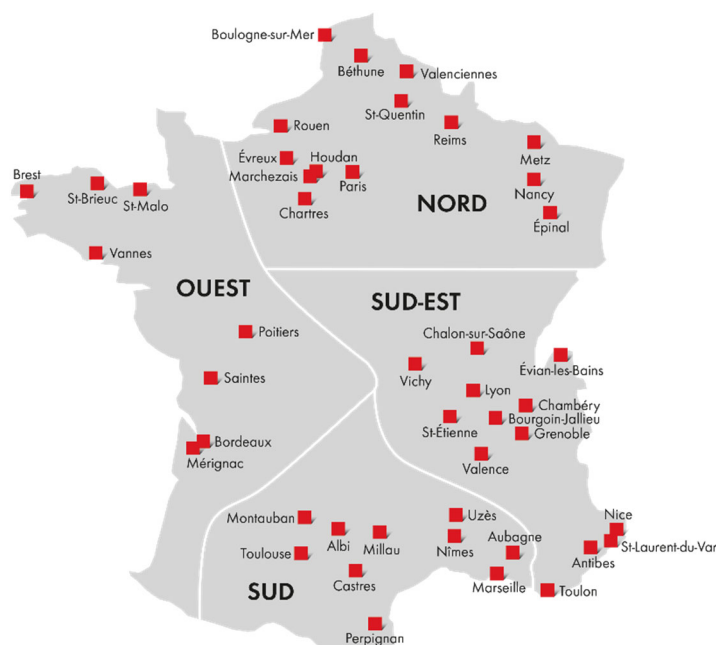 Boulogne-sur-Mer
Béthune
Valenciennes
St-Quentin
Rouen
Reims
Évreux
Houdan
Metz
Marchezais
Paris
Nancy
Chartres
NORD
Épinal
Brest
St-Brieuc
St-Malo
Vannes
OUEST
SUD-EST
Poitiers
Chalon-sur-Saône
Évian-les-Bains
Vichy
Saintes
Lyon
Chambéry
Bourgoin-Jallieu
St-Étienne
Grenoble
Bordeaux
Mérignac
Valence
Montauban
Uzès
Nice
Albi
Millau
Nîmes
Aubagne
St-Laurent-du-Var
Toulouse
Antibes
Castres
Marseille
Toulon
SUD
Perpignan